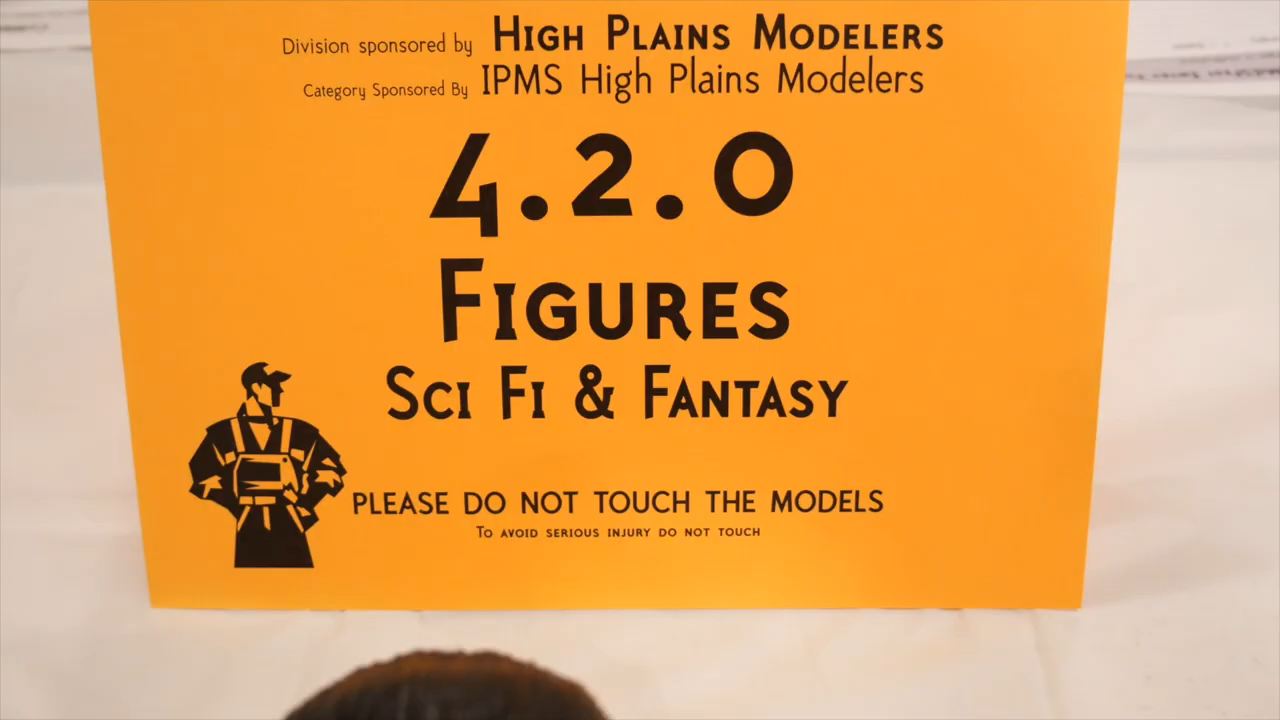 Division sponsored by High Plains Modelers
Category Sponsored By IPMS High Plains Modelers
4.2.0
Figures
Sci Fi & Fantasy
PLEASE DO NOT TOUCH THE MODELS
To avoid serious injury do not touch